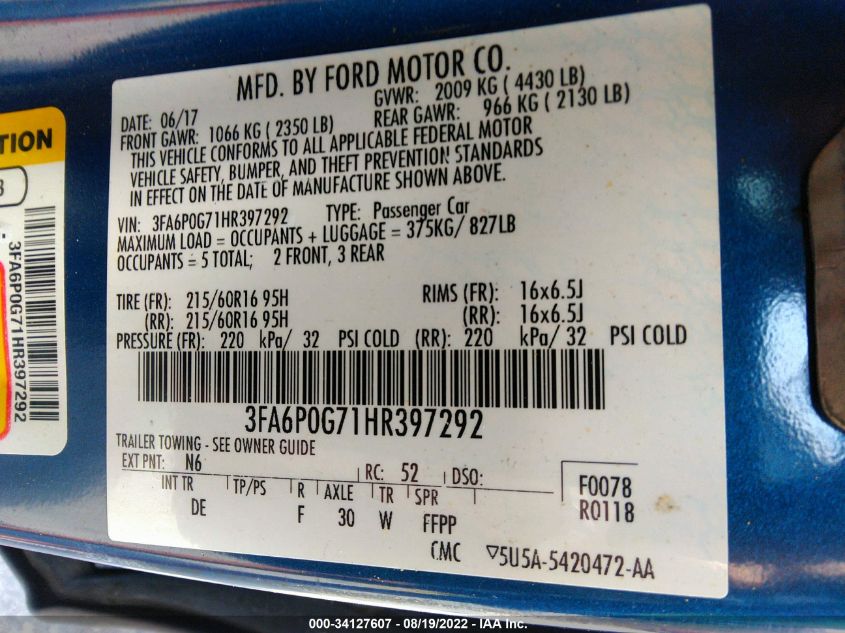 MFD. BY FORD MOTOR CO.
DATE: 06/17 GVWR: 2009 KG ( 4430 LB)
FRONT GAWR: 1066 KG ( 2350 LB) REAR GAWR: 966 KG ( 2130 LB)
THIS VEHICLE CONFORMS TO ALL APPLICABLE FEDERAL MOTOR
VEHICLE SAFETY, BUMPER, AND THEFT PREVENTION STANDARDS
IN EFFECT ON THE DATE OF MANUFACTURE SHOWN ABOVE.
VIN: 3FA6P0G71HR397292 TYPE: Passenger Car
MAXIMUM LOAD = OCCUPANTS + LUGGAGE = 375KG/ 827LB
OCCUPANTS = 5 TOTAL; 2 FRONT, 3 REAR
TIRE (FR): 215/60R16 95H RIMS (FR): 16x6.5J
(RR): 215/60R16 95H (RR): 16x6.5J
PRESSURE (FR): 220 kPa/ 32 PSI COLD (RR): 220 kPa/ 32 PSI COLD
3FA6P0G71HR397292
TRAILER TOWING - SEE OWNER GUIDE
EXT PNT: N6 RC: 52 DSO:
INT TR TP/PS R AXLE TR SPR F0078
DE F 30 W FFPP R0118
CMC ▽5U5A-5420472-AA
3FA6P0G71HR397292
000-34127607 - 08/19/2022 - IAA Inc.